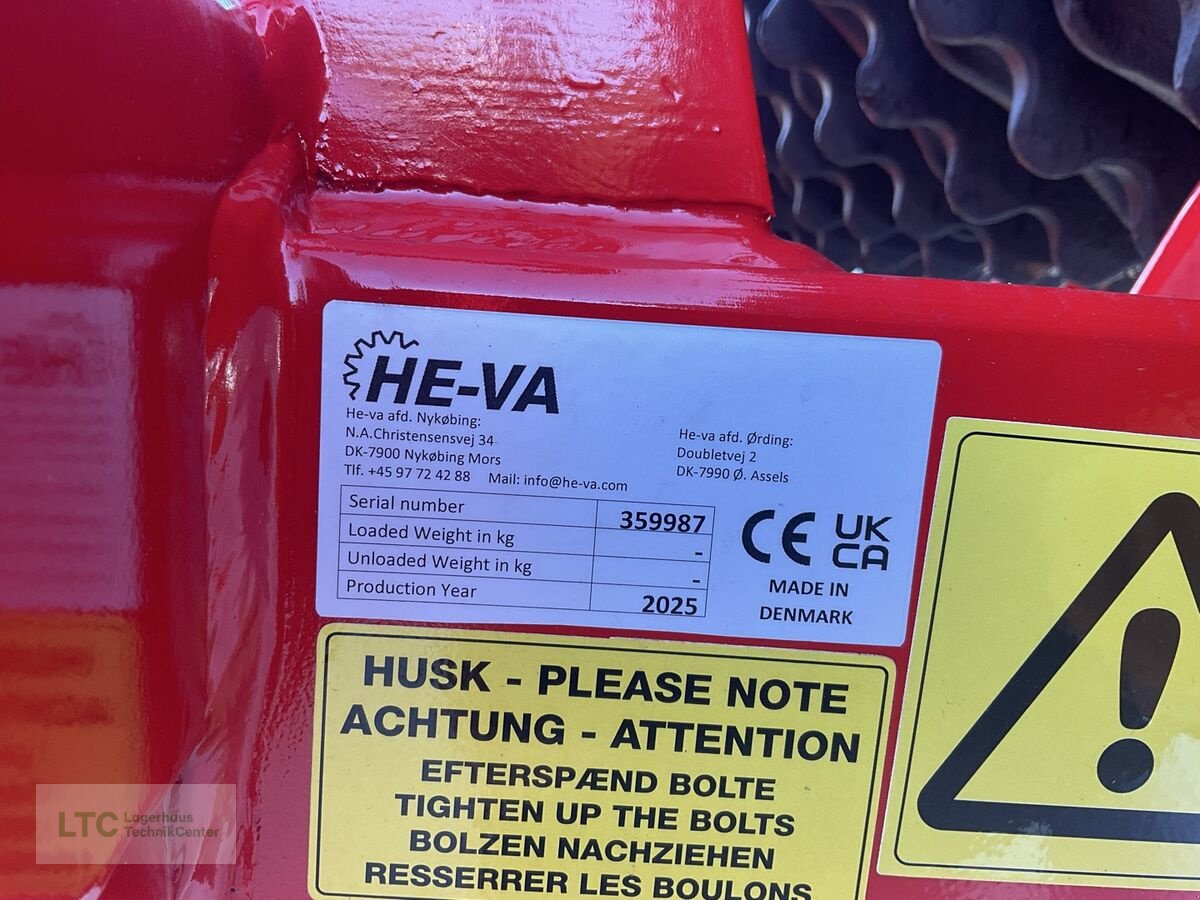 HE-VA
He-va afd. Nykøbing:
N.A.Christensensvej 34
DK-7900 Nykøbing Mors
Tlf. +45 97 72 42 88 Mail: info@he-va.com
He-va afd. Ørding:
Doubletvej 2
DK-7990 Ø. Assels
Serial number 359987
Loaded Weight in kg -
Unloaded Weight in kg -
Production Year 2025
CE UK
CA
MADE IN
DENMARK
HUSK - PLEASE NOTE
ACHTUNG - ATTENTION
EFTERSPÆND BOLTE
TIGHTEN UP THE BOLTS
BOLZEN NACHZIEHEN
RESSERRER LES BOULONS
!
LTC Lagerhaus
TechnikCenter